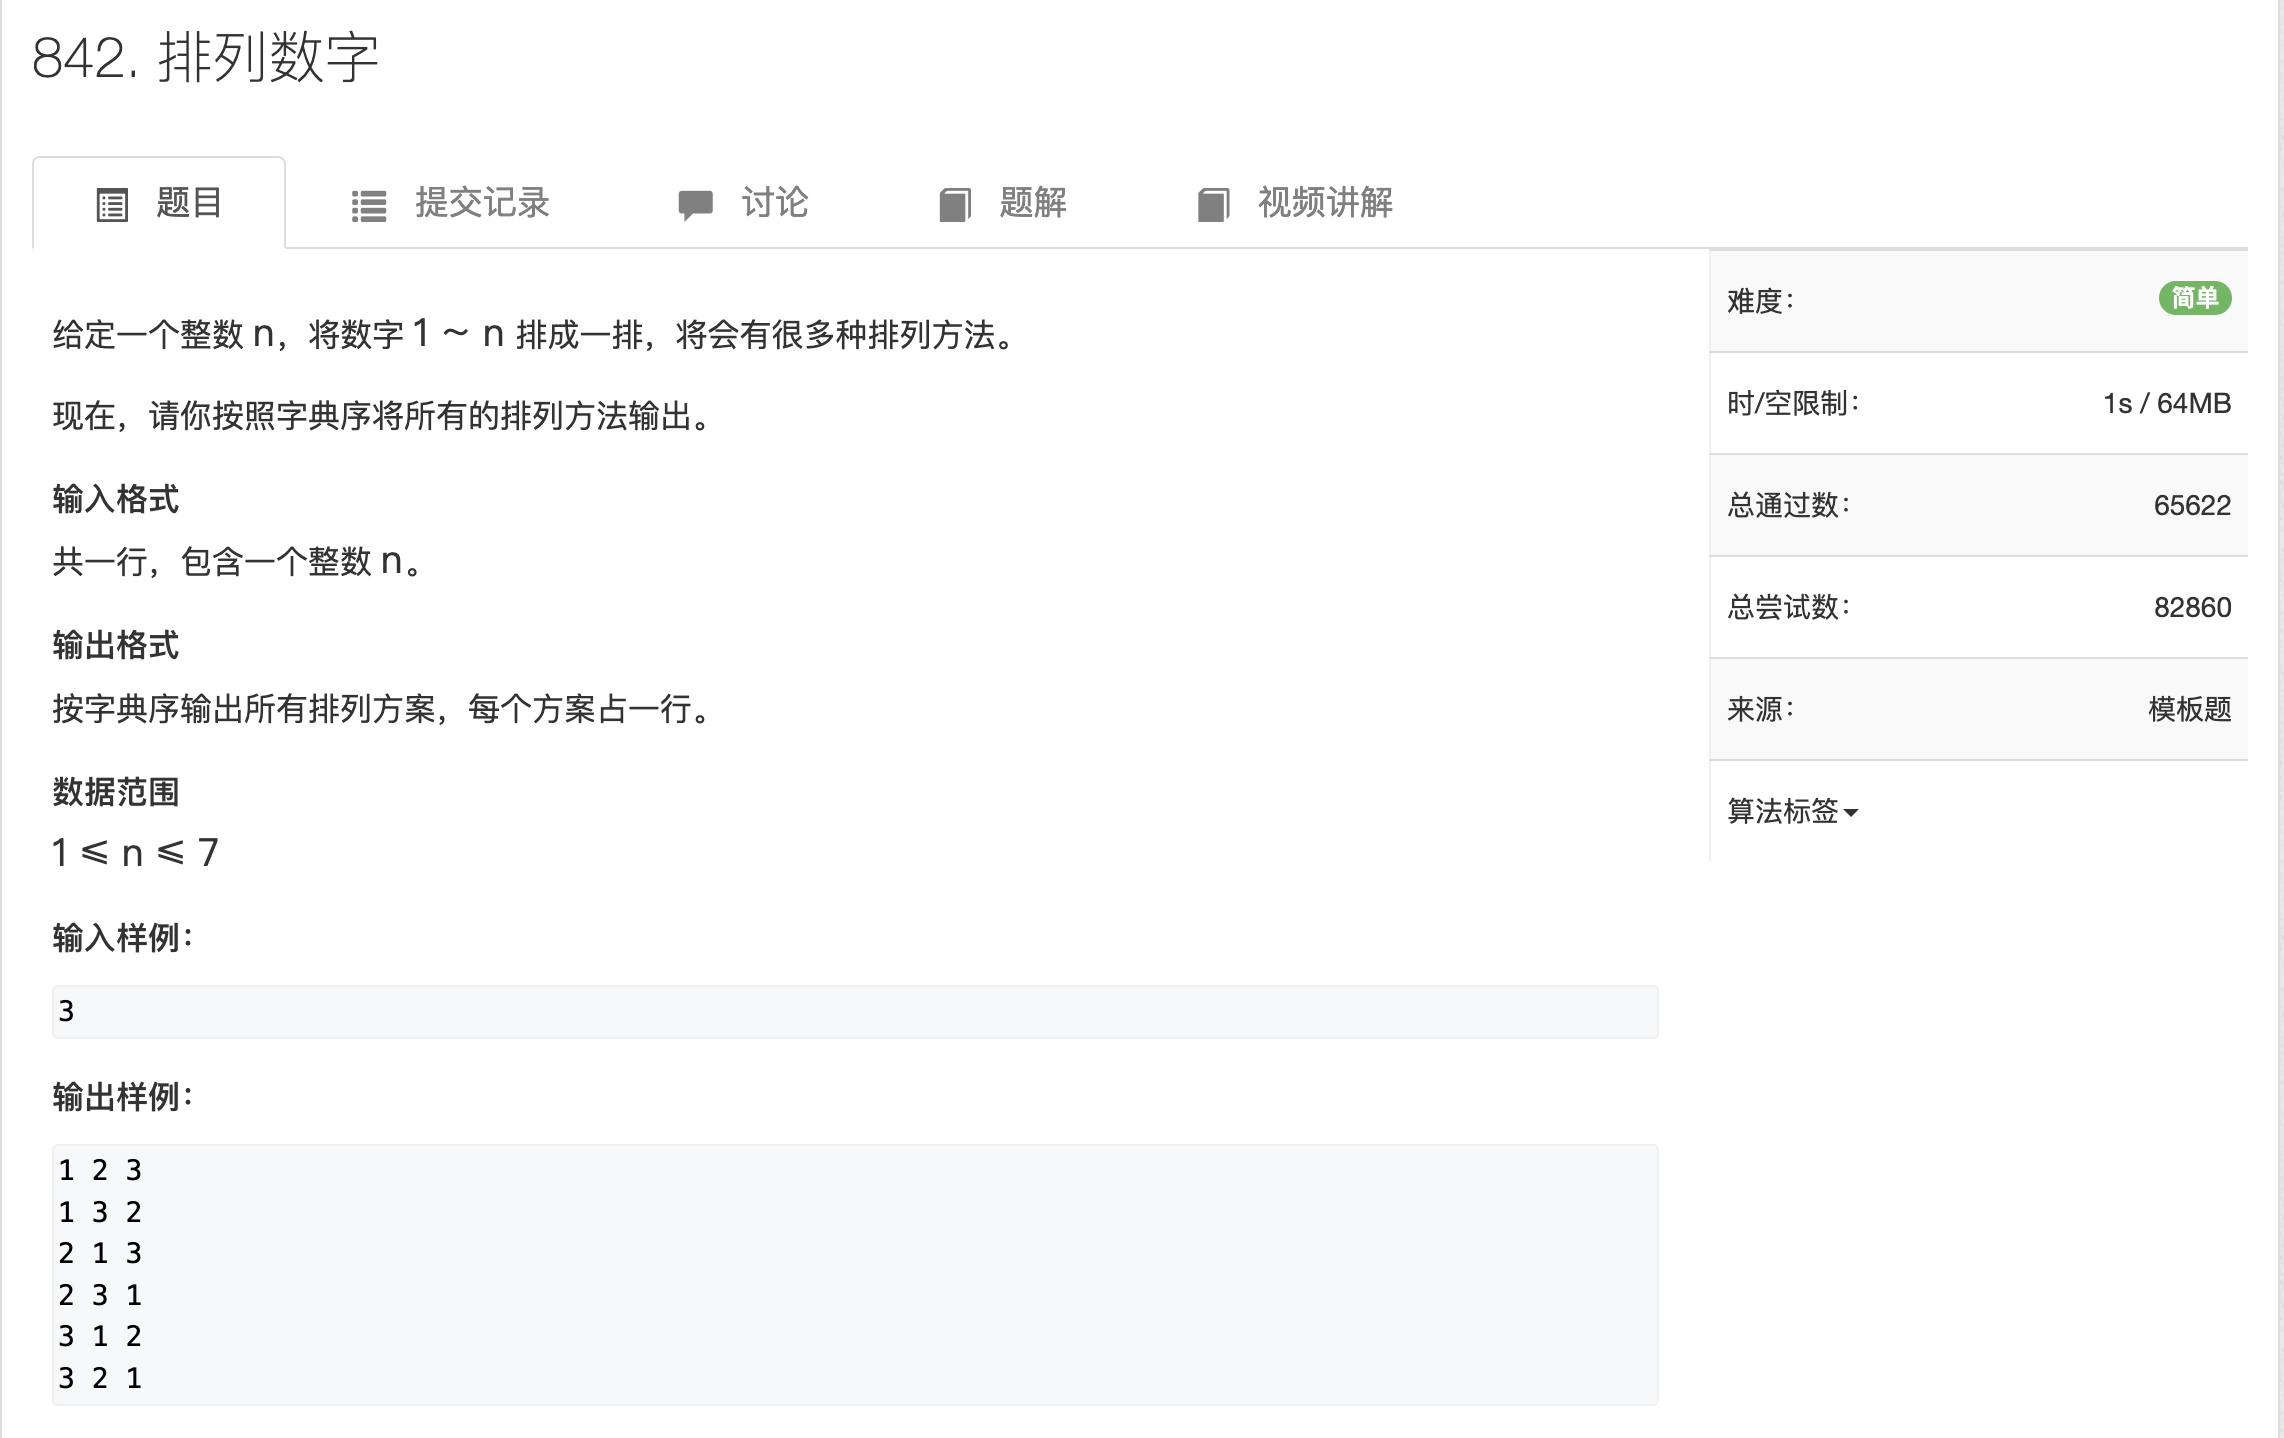 842. 排列数字
题目 提交记录 讨论 题解 视频讲解
给定一个整数 n，将数字 1 ~ n 排成一排，将会有很多种排列方法。
现在，请你按照字典序将所有的排列方法输出。
输入格式
共一行，包含一个整数 n。
输出格式
按字典序输出所有排列方案，每个方案占一行。
数据范围
1 ⩽ n ⩽ 7
输入样例：
3
输出样例：
1 2 3
1 3 2
2 1 3
2 3 1
3 1 2
3 2 1
难度： 简单
时/空限制： 1s / 64MB
总通过数： 65622
总尝试数： 82860
来源： 模板题
算法标签